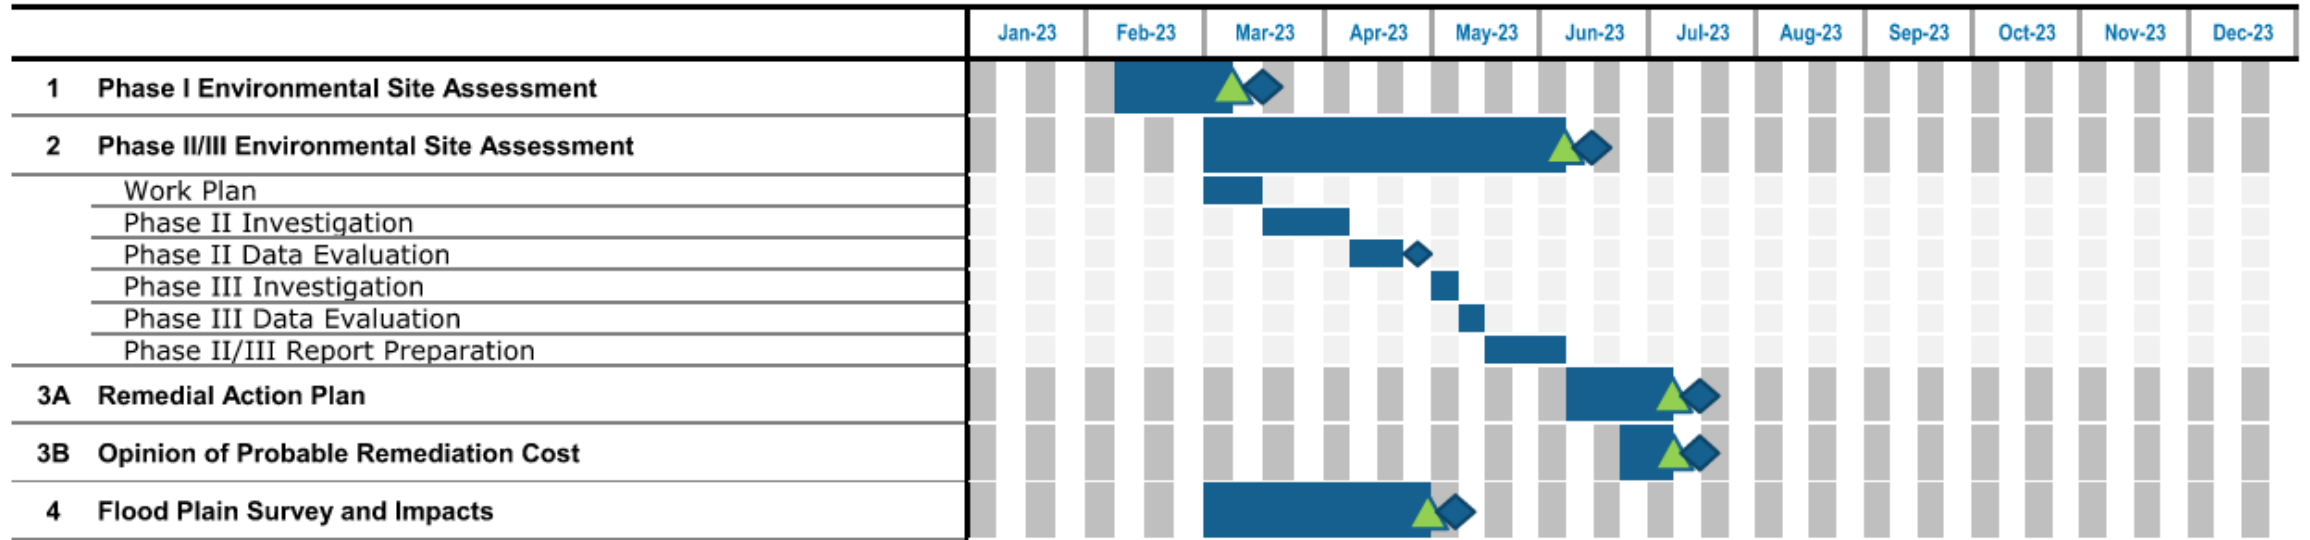 Jan-23 Feb-23 Mar-23 Apr-23 May-23 Jun-23 Jul-23 Aug-23 Sep-23 Oct-23 Nov-23 Dec-23
1 Phase I Environmental Site Assessment
2 Phase II/III Environmental Site Assessment
Work Plan
Phase II Investigation
Phase II Data Evaluation
Phase III Investigation
Phase III Data Evaluation
Phase II/III Report Preparation
3A Remedial Action Plan
3B Opinion of Probable Remediation Cost
4 Flood Plain Survey and Impacts